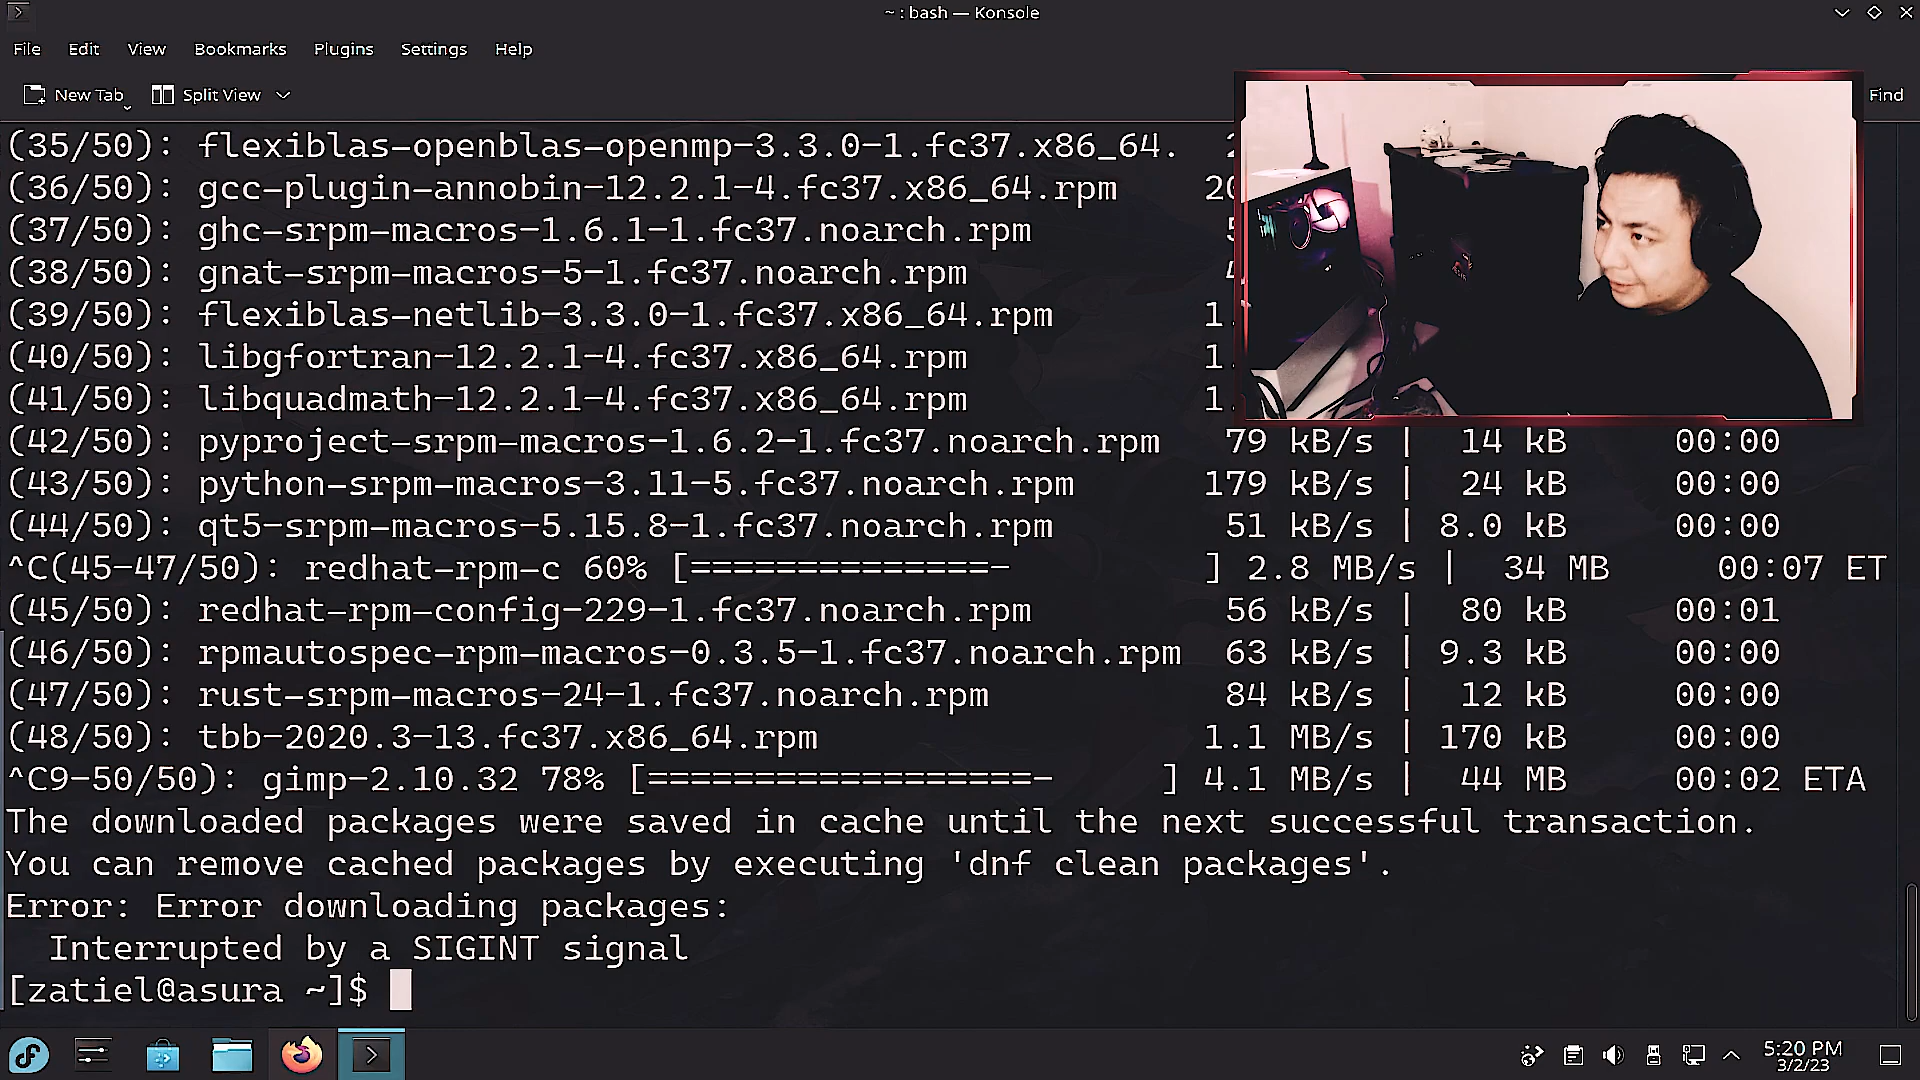 ~ : bash — Konsole
File Edit View Bookmarks Plugins Settings Help
New Tab Split View Find
(35/50): flexiblas-openblas-openmp-3.3.0-1.fc37.x86_64.
(36/50): gcc-plugin-annobin-12.2.1-4.fc37.x86_64.rpm 20
(37/50): ghc-srpm-macros-1.6.1-1.fc37.noarch.rpm
(38/50): gnat-srpm-macros-5-1.fc37.noarch.rpm
(39/50): flexiblas-netlib-3.3.0-1.fc37.x86_64.rpm 1.
(40/50): libgfortran-12.2.1-4.fc37.x86_64.rpm 1.
(41/50): libquadmath-12.2.1-4.fc37.x86_64.rpm 1.
(42/50): pyproject-srpm-macros-1.6.2-1.fc37.noarch.rpm 79 kB/s | 14 kB 00:00
(43/50): python-srpm-macros-3.11-5.fc37.noarch.rpm 179 kB/s | 24 kB 00:00
(44/50): qt5-srpm-macros-5.15.8-1.fc37.noarch.rpm 51 kB/s | 8.0 kB 00:00
^C(45-47/50): redhat-rpm-c 60% [==============- ] 2.8 MB/s | 34 MB 00:07 ET
(45/50): redhat-rpm-config-229-1.fc37.noarch.rpm 56 kB/s | 80 kB 00:01
(46/50): rpmautospec-rpm-macros-0.3.5-1.fc37.noarch.rpm 63 kB/s | 9.3 kB 00:00
(47/50): rust-srpm-macros-24-1.fc37.noarch.rpm 84 kB/s | 12 kB 00:00
(48/50): tbb-2020.3-13.fc37.x86_64.rpm 1.1 MB/s | 170 kB 00:00
^C9-50/50): gimp-2.10.32 78% [==================- ] 4.1 MB/s | 44 MB 00:02 ETA
The downloaded packages were saved in cache until the next successful transaction.
You can remove cached packages by executing 'dnf clean packages'.
Error: Error downloading packages:
Interrupted by a SIGINT signal
[zatiel@asura ~]$
5:20 PM
3/2/23